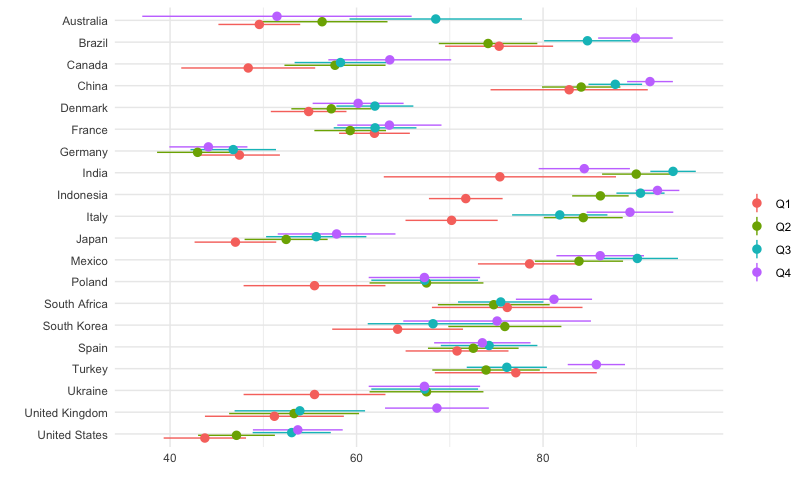 Australia
Brazil
Canada
China
Denmark
France
Germany
India
Indonesia
Italy
Japan
Mexico
Poland
South Africa
South Korea
Spain
Turkey
Ukraine
United Kingdom
United States
40 60 80
Q1
Q2
Q3
Q4